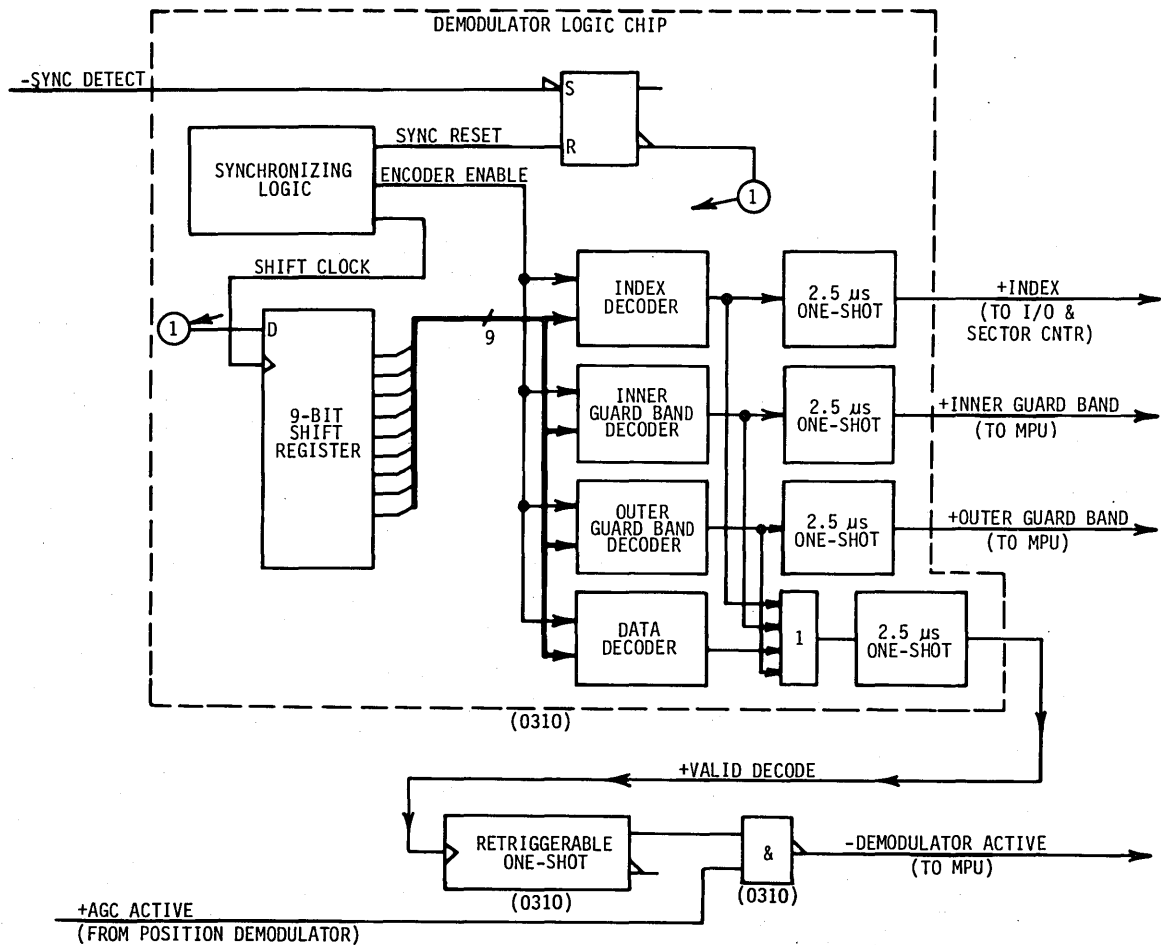 DEMODULATOR LOGIC CHIP
-SYNC DETECT
S
SYNC RESET
R
SYNCHRONIZING
LOGIC
ENCODER ENABLE
1
SHIFT CLOCK
1
D
9-BIT
SHIFT
REGISTER
9
INDEX
DECODER
2.5 µs
ONE-SHOT
+INDEX
(TO I/O &
SECTOR CNTR)
INNER
GUARD BAND
DECODER
2.5 µs
ONE-SHOT
+INNER GUARD BAND
(TO MPU)
OUTER
GUARD BAND
DECODER
2.5 µs
ONE-SHOT
+OUTER GUARD BAND
(TO MPU)
DATA
DECODER
1
2.5 µs
ONE-SHOT
(0310)
+VALID DECODE
RETRIGGERABLE
ONE-SHOT
(0310)
&
(0310)
-DEMODULATOR ACTIVE
(TO MPU)
+AGC ACTIVE
(FROM POSITION DEMODULATOR)